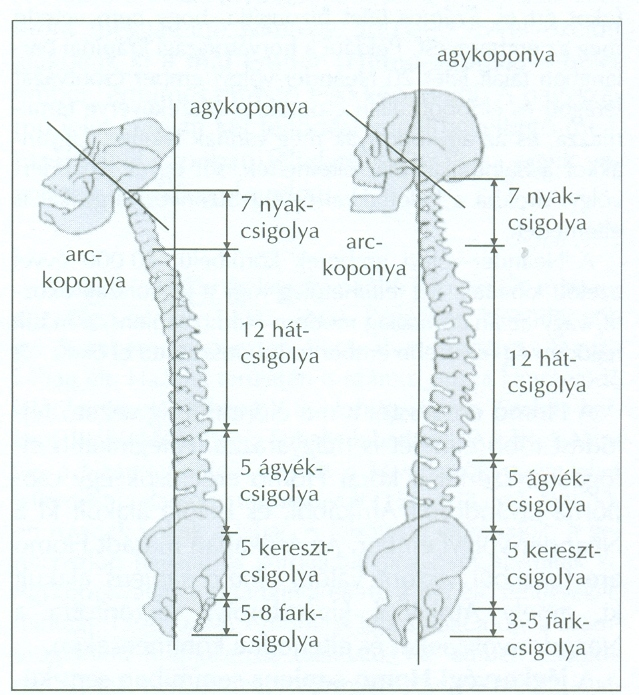 agykoponya
7 nyak-
csigolya
arc-
koponya
12 hát-
csigolya
5 ágyék-
csigolya
5 kereszt-
csigolya
5-8 fark-
csigolya
agykoponya
7 nyak-
csigolya
arc-
koponya
12 hát-
csigolya
5 ágyék-
csigolya
5 kereszt-
csigolya
3-5 fark-
csigolya